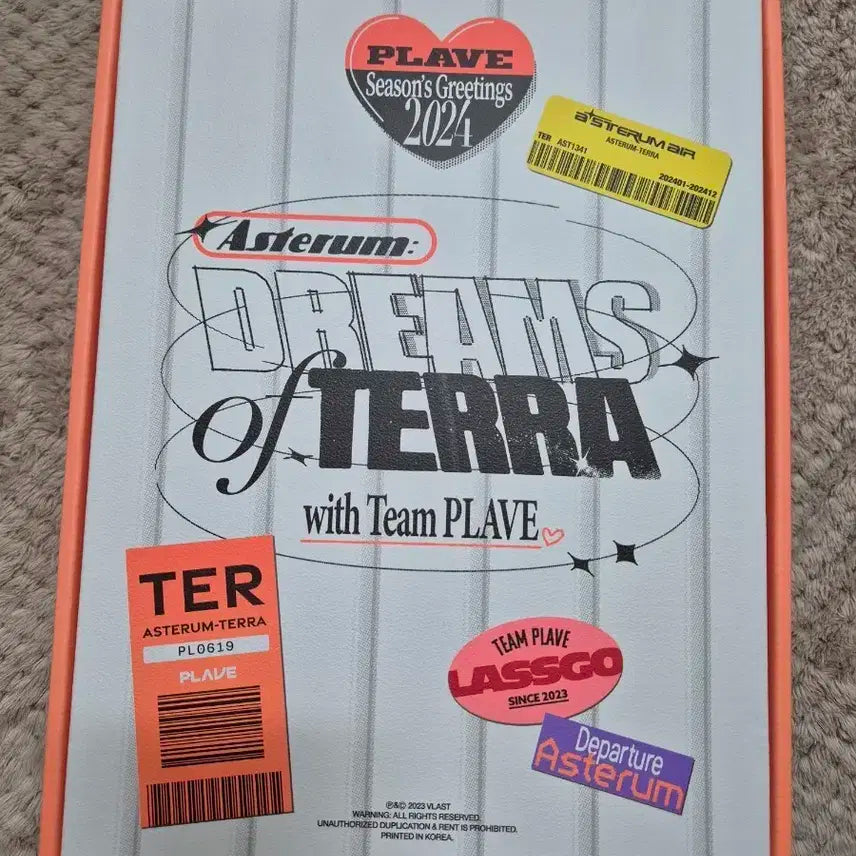 PLAVE
Season's Greetings
2024
asterum air
TER AST1341
ASTERUM-TERRA
202401-202412
Asterum:
DREAMS
of TERRA
with Team PLAVE
TER
ASTERUM-TERRA
PL0619
PLAVE
TEAM PLAVE
LASSGO
SINCE 2023
Departure
Asterum
℗&© 2023 VLAST
WARNING: ALL RIGHTS RESERVED.
UNAUTHORIZED DUPLICATION & RENT IS PROHIBITED.
PRINTED IN KOREA.